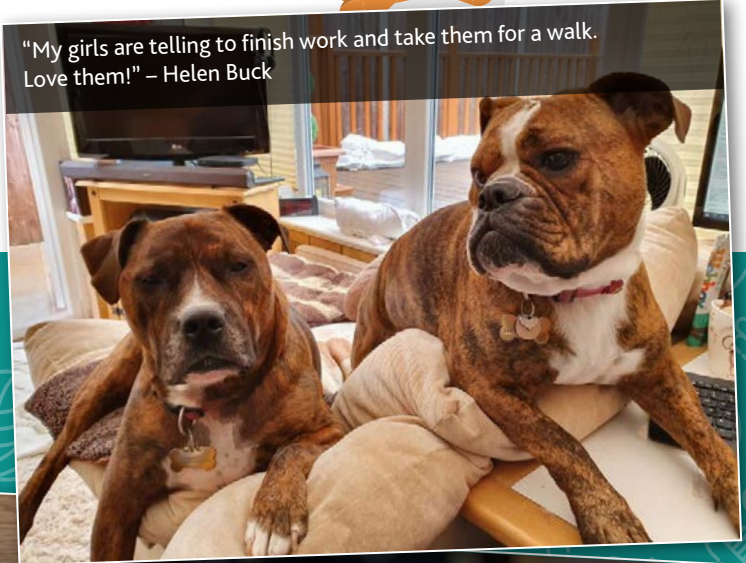 “My girls are telling to finish work and take them for a walk.
Love them!” – Helen Buck